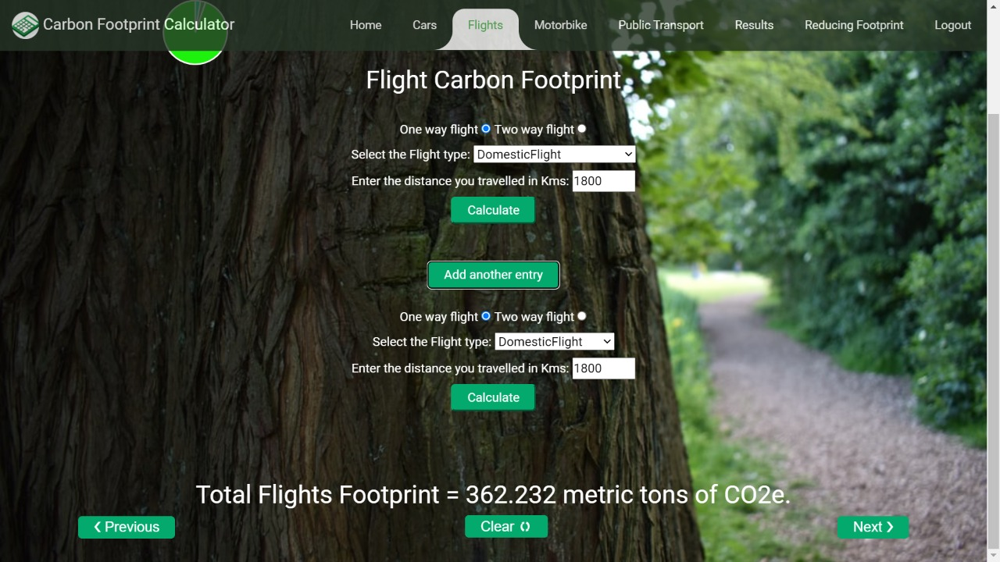 Carbon Footprint Calculator Home Cars Flights Motorbike Public Transport Results Reducing Footprint Logout
Flight Carbon Footprint
One way flight Two way flight
Select the Flight type: DomesticFlight
Enter the distance you travelled in Kms: 1800
Calculate
Add another entry
One way flight Two way flight
Select the Flight type: DomesticFlight
Enter the distance you travelled in Kms: 1800
Calculate
Total Flights Footprint = 362.232 metric tons of CO2e.
❮ Previous Clear Next ❯